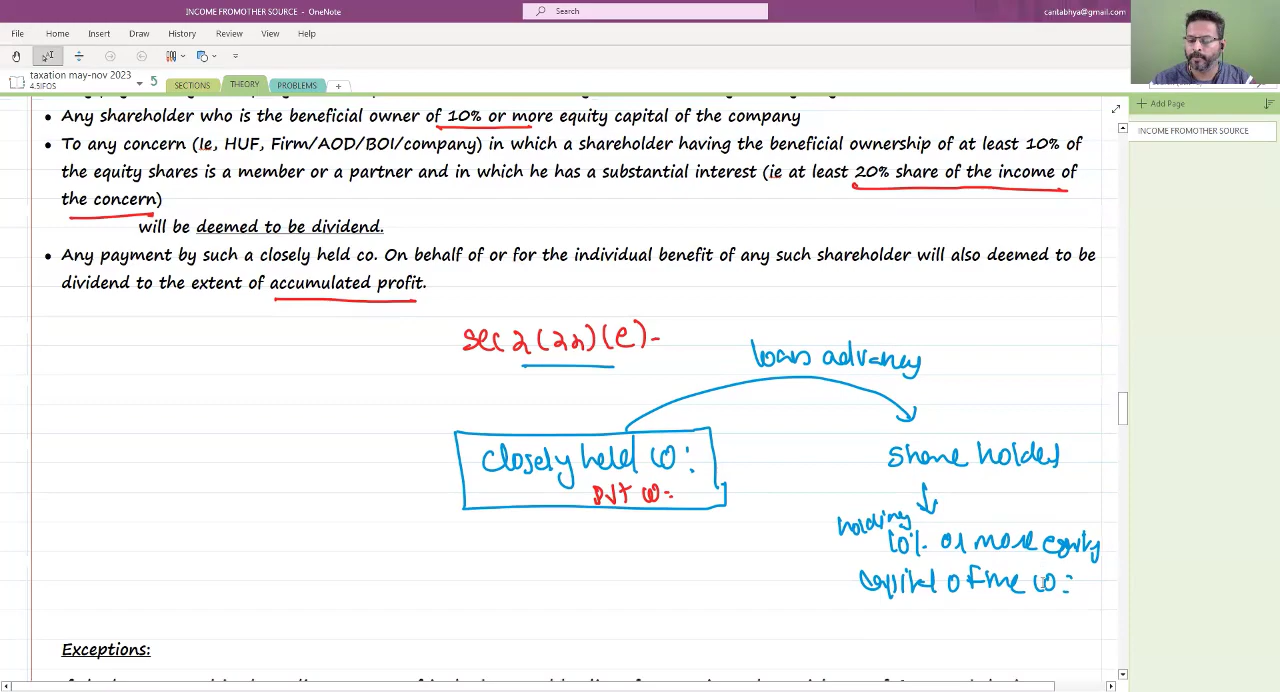 INCOME FROMOTHER SOURCE - OneNote
Search
cantabhya@gmail.com
File Home Insert Draw History Review View Help
taxation may-nov 2023
4.5IFOS
SECTIONS THEORY PROBLEMS +
Add Page
INCOME FROMOTHER SOURCE
• Any shareholder who is the beneficial owner of 10% or more equity capital of the company
• To any concern (Ie, HUF, Firm/AOD/BOI/company) in which a shareholder having the beneficial ownership of at least 10% of
the equity shares is a member or a partner and in which he has a substantial interest (ie at least 20% share of the income of
the concern)
will be deemed to be dividend.
• Any payment by such a closely held co. On behalf of or for the individual benefit of any such shareholder will also deemed to be
dividend to the extent of accumulated profit.
sec 2(22)(e)-
loans advancy
closely held co:
pvt co:
share holder
holding
10% or more equity
capital of the co:
Exceptions: